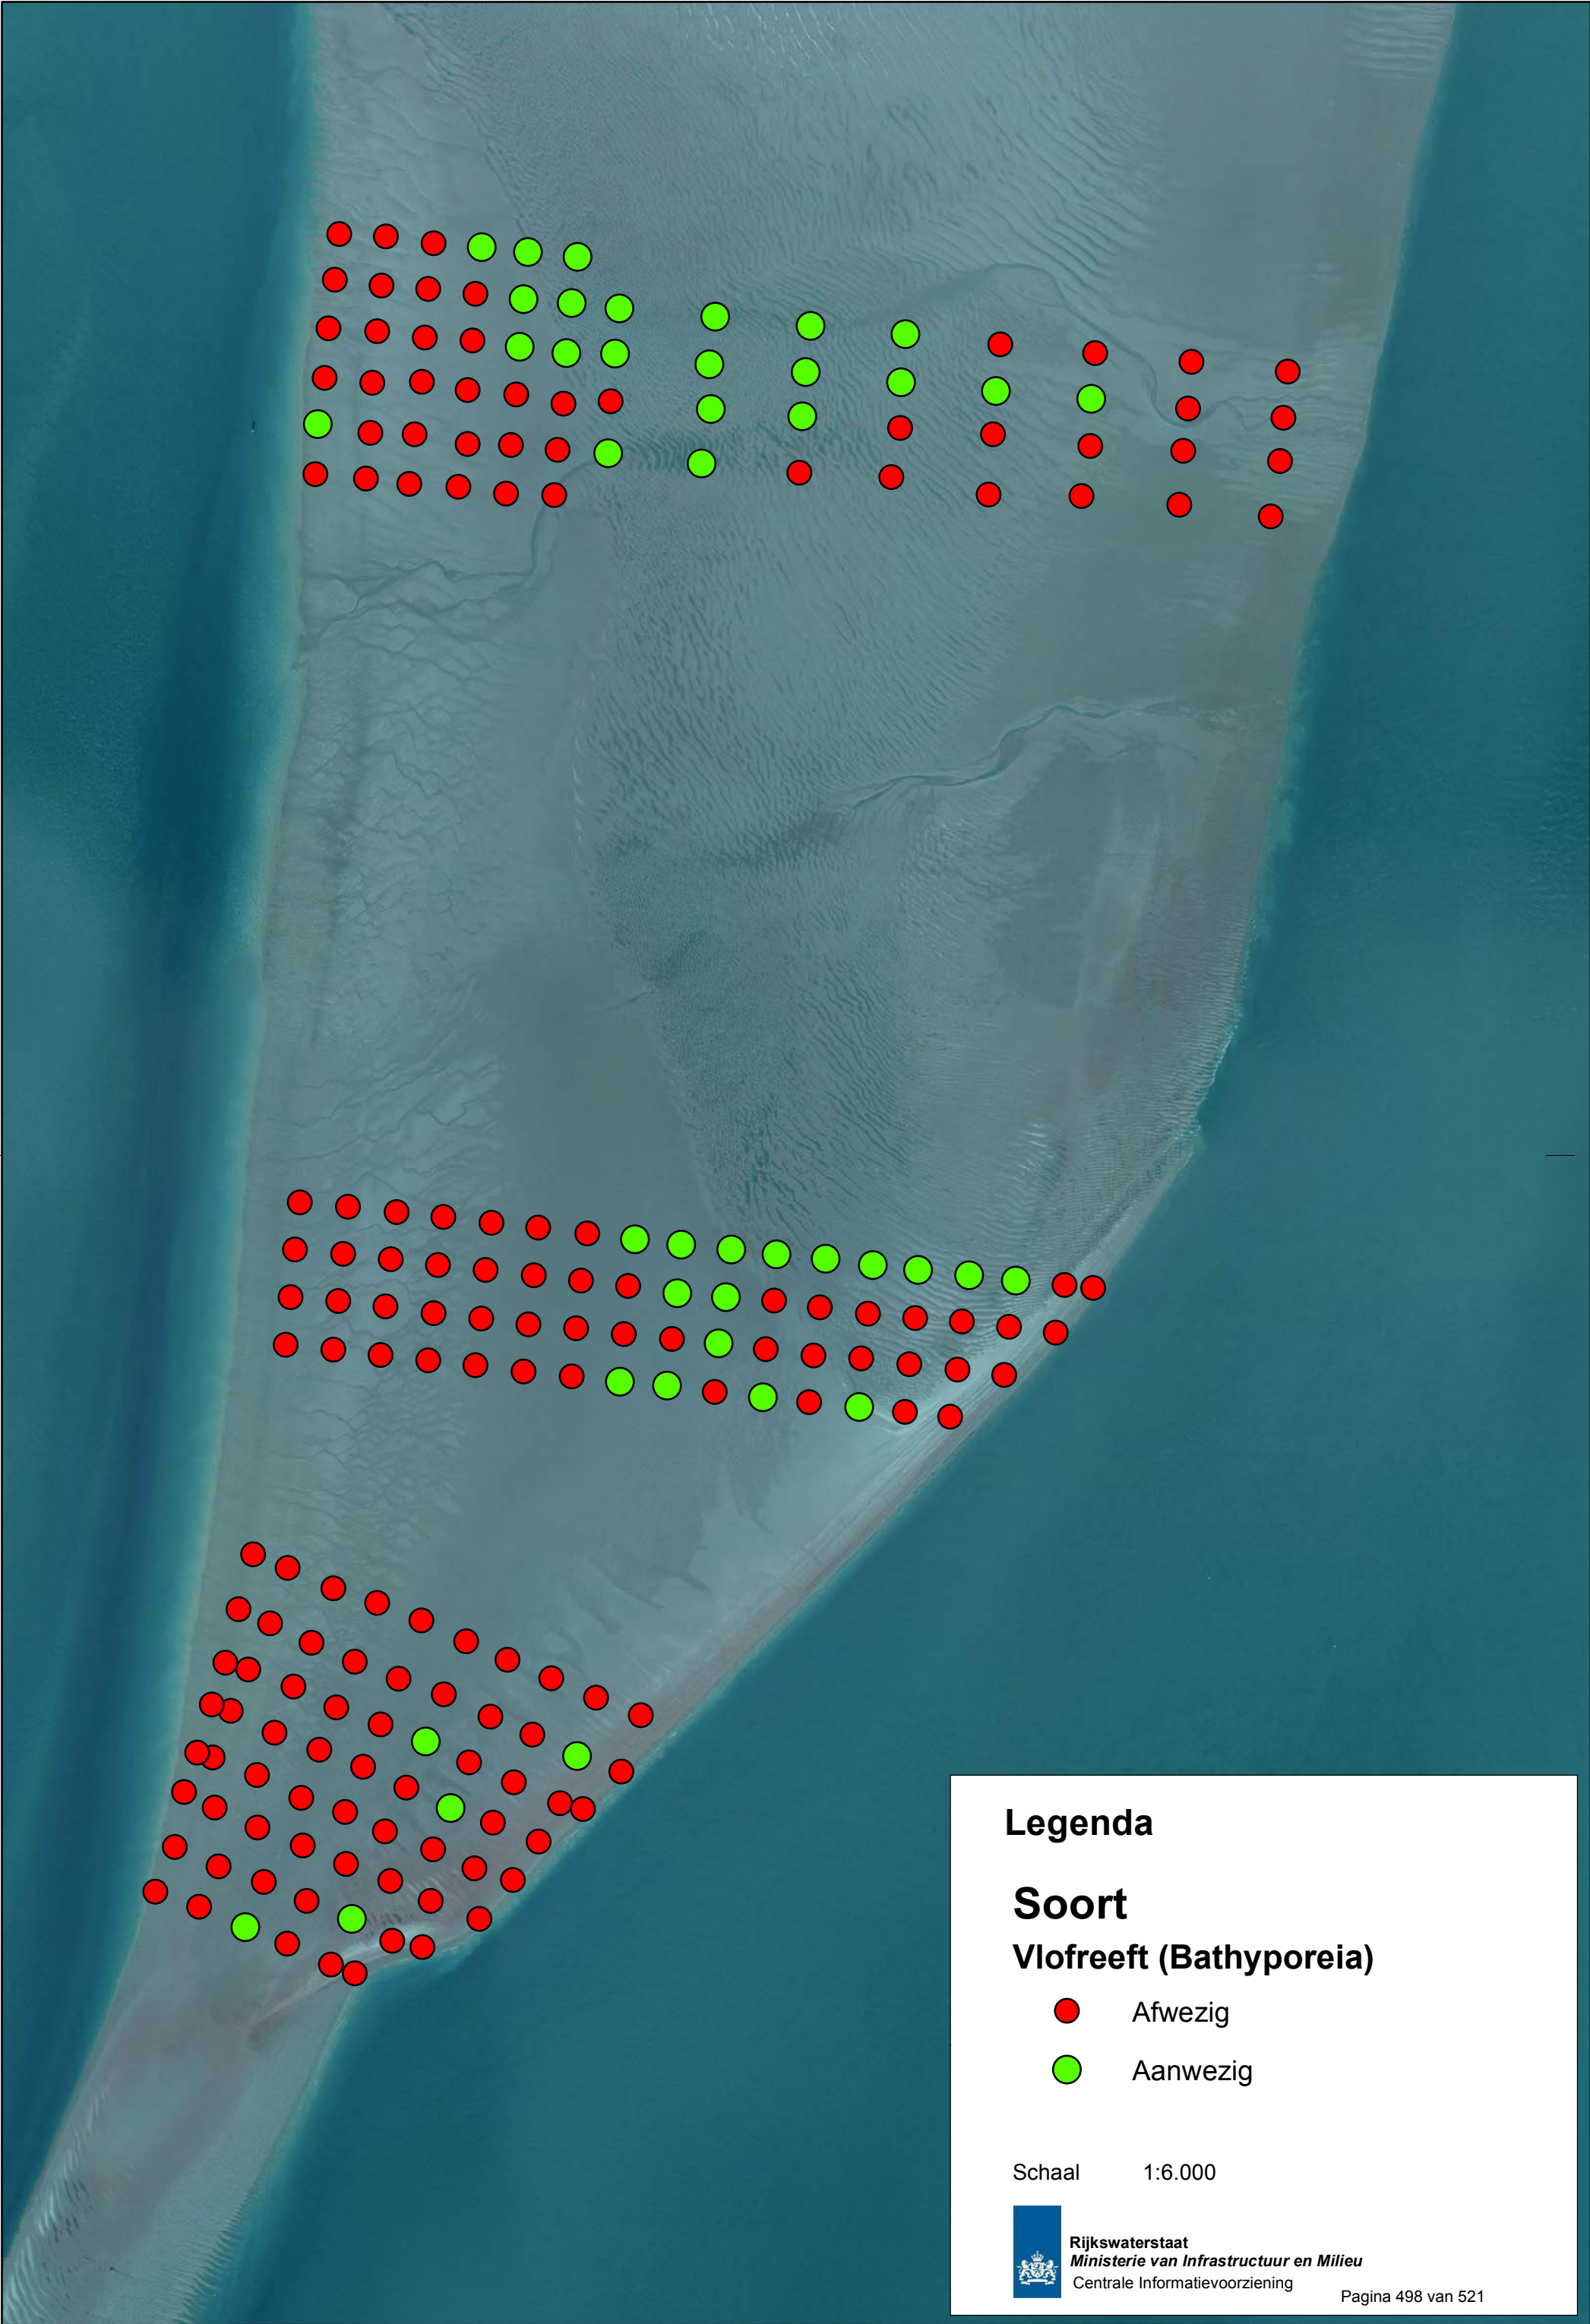 Legenda
Soort
Vlofreeft (Bathyporeia)
Afwezig
Aanwezig
Schaal 1:6.000
Rijkswaterstaat
Ministerie van Infrastructuur en Milieu
Centrale Informatievoorziening
Pagina 498 van 521